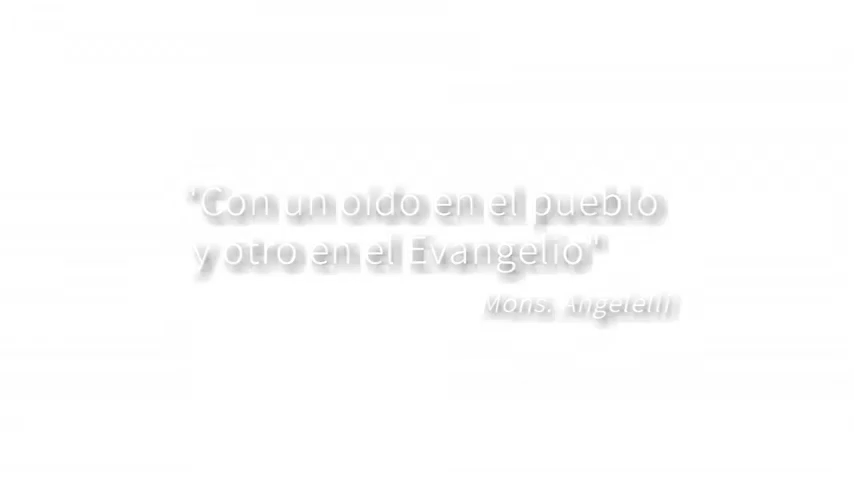 "Con un oído en el pueblo
y otro en el Evangelio"
Mons. Angelelli